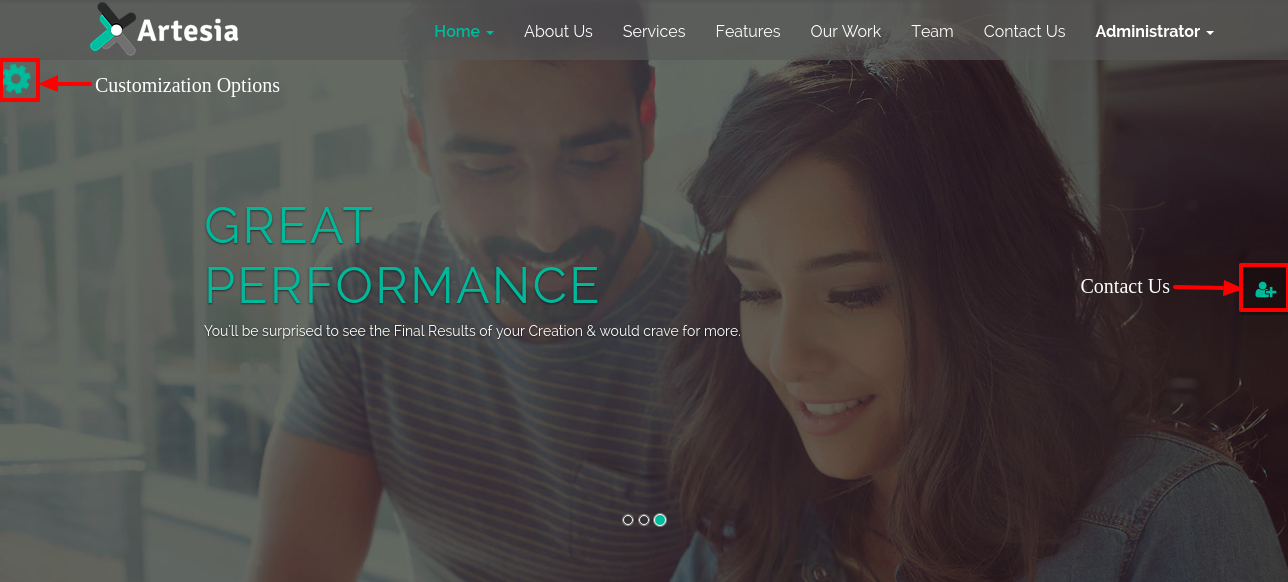 Artesia
Home About Us Services Features Our Work Team Contact Us Administrator
Customization Options
GREAT
PERFORMANCE
Contact Us
You'll be surprised to see the Final Results of your Creation & would crave for more.